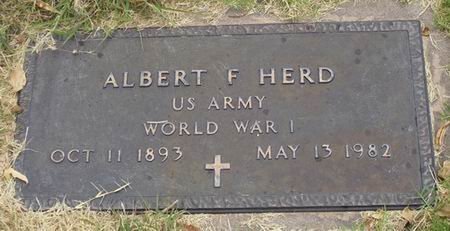 ALBERT F HERD
US ARMY
WORLD WAR I
OCT 11 1893 MAY 13 1982